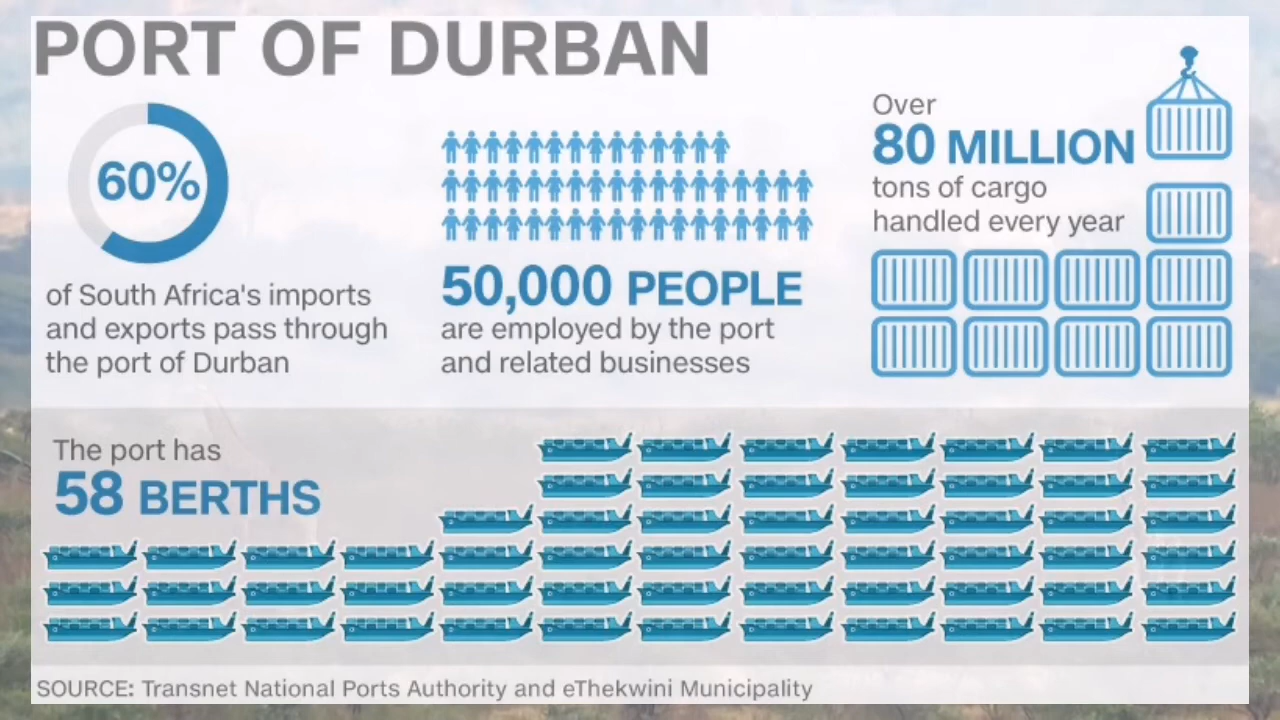 PORT OF DURBAN
60%
of South Africa's imports
and exports pass through
the port of Durban
50,000 PEOPLE
are employed by the port
and related businesses
Over
80 MILLION
tons of cargo
handled every year
The port has
58 BERTHS
SOURCE: Transnet National Ports Authority and eThekwini Municipality